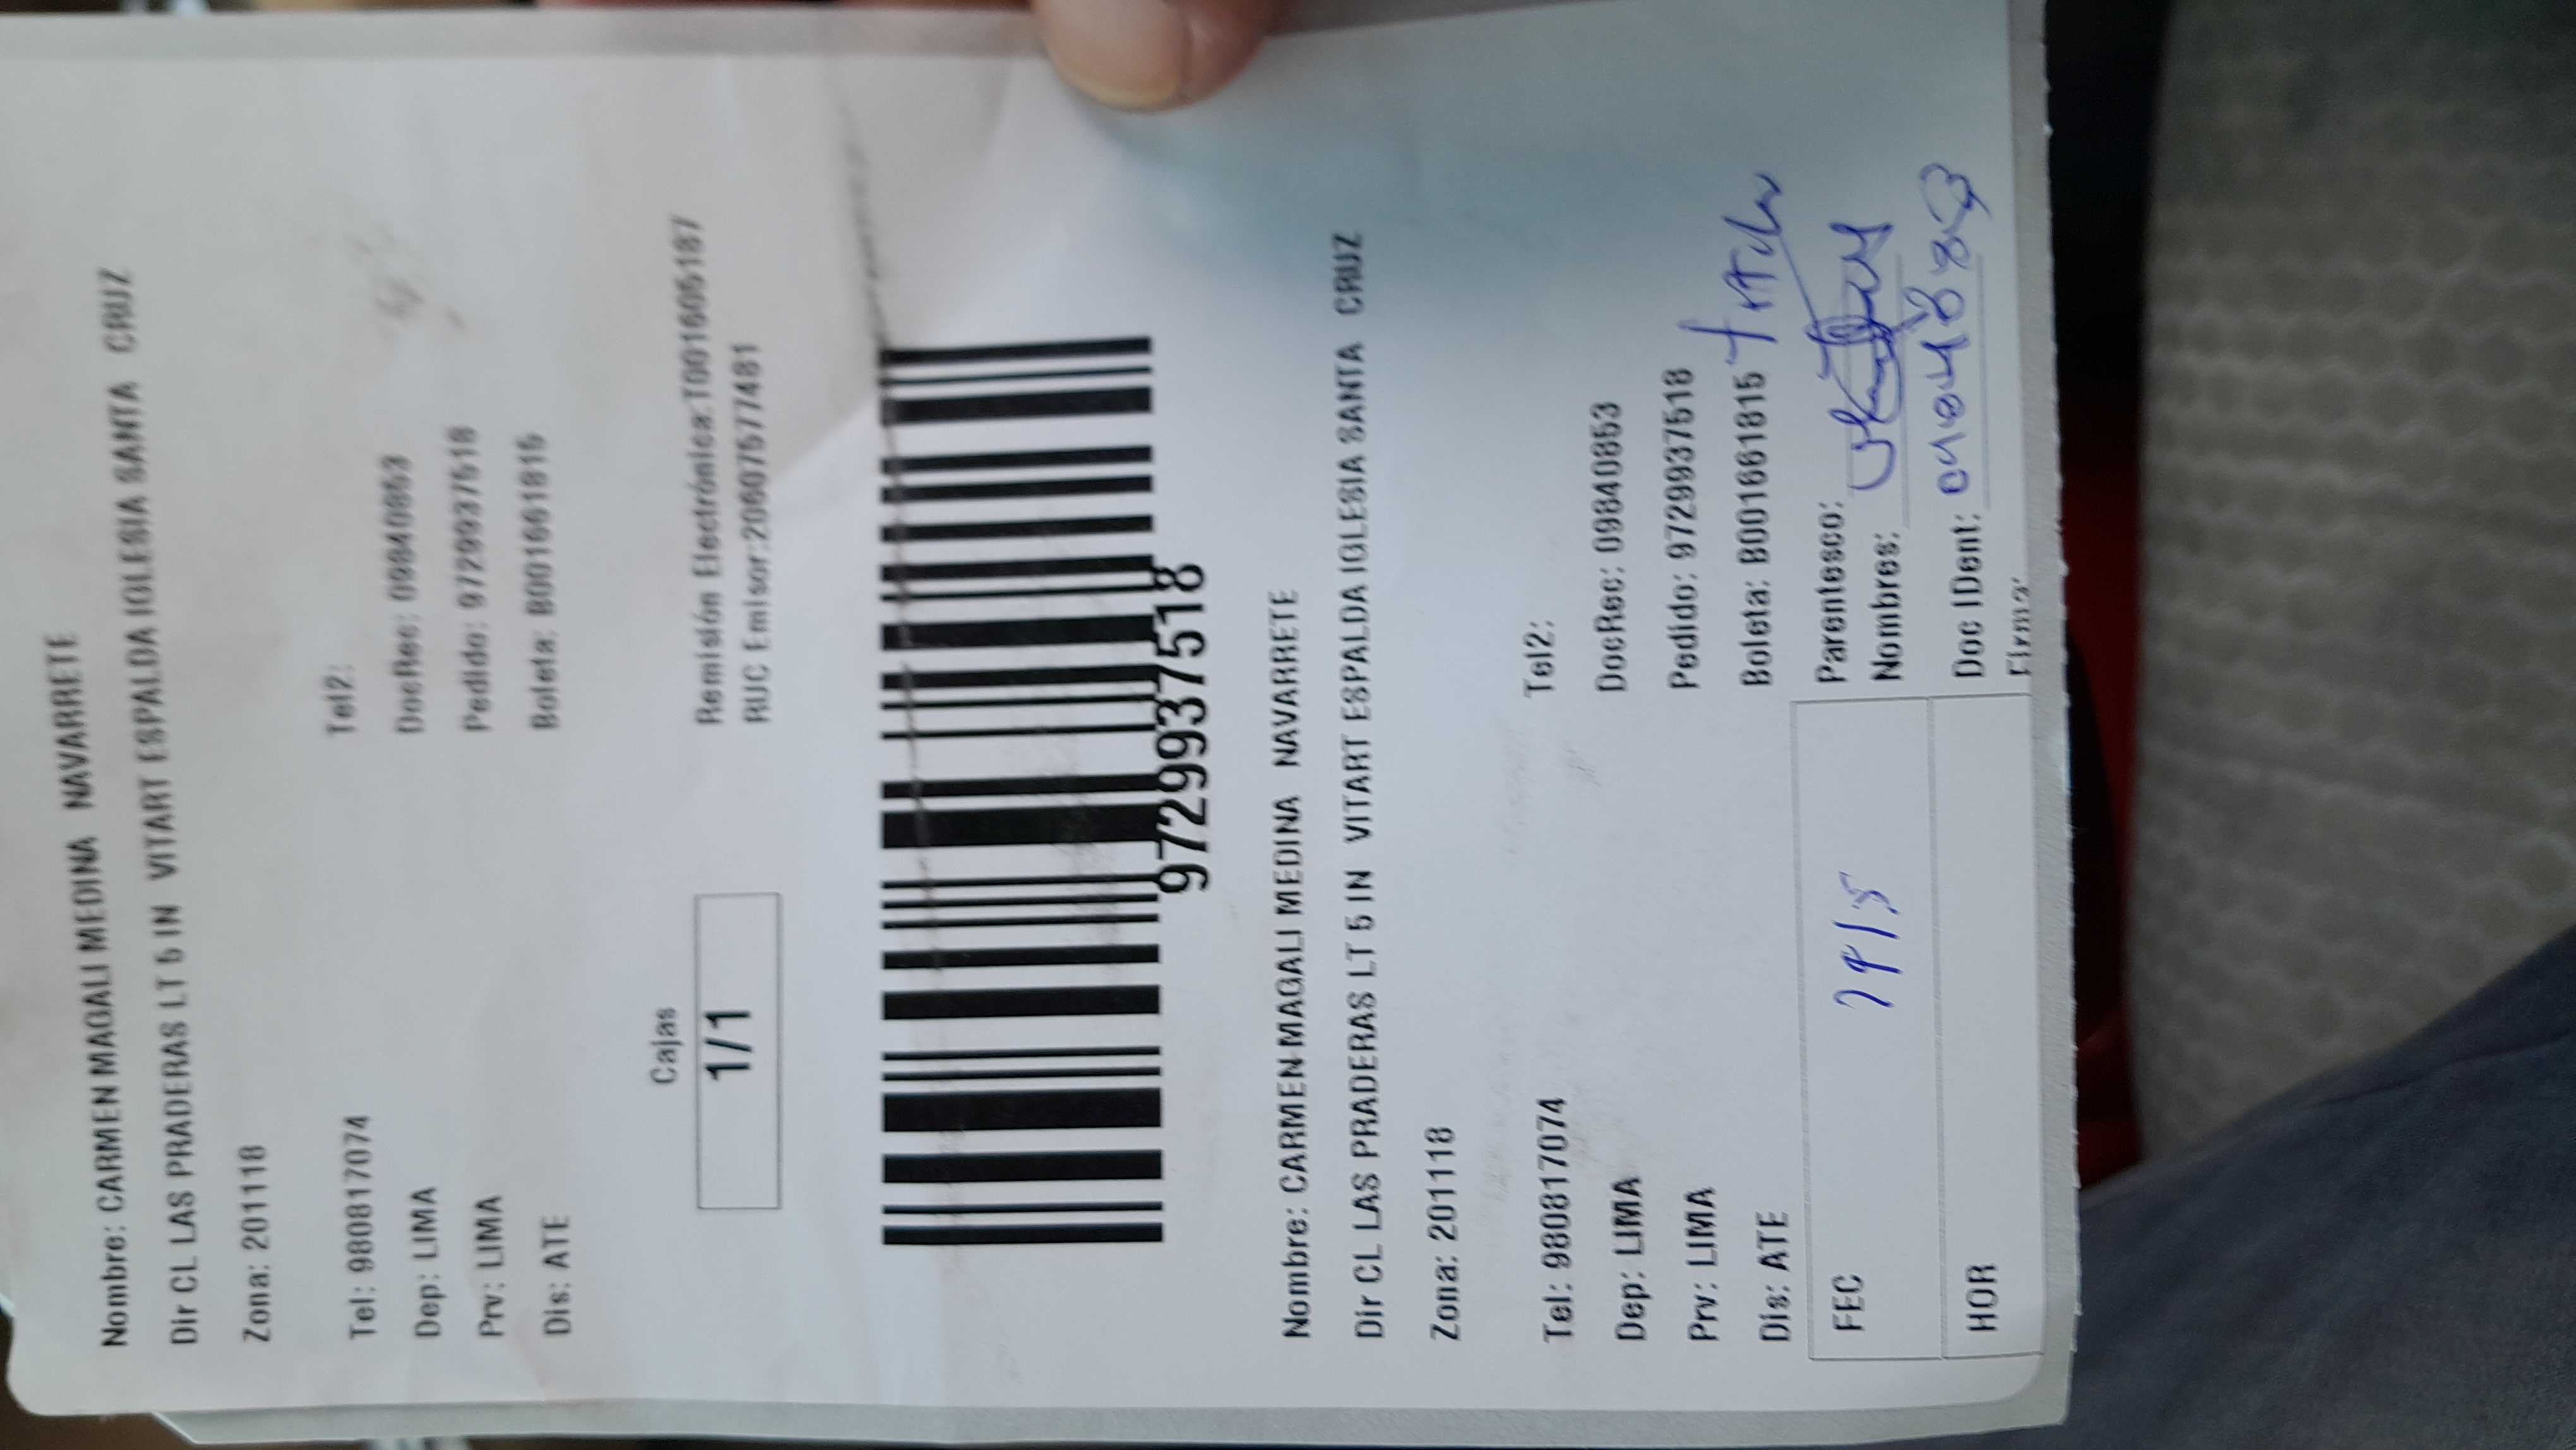 Nombre: CARMEN MAGALI MEDINA NAVARRETE
Dir CL LAS PRADERAS LT 5 IN VITART ESPALDA IGLESIA SANTA CRUZ
Zona: 201118
Tel: 980817074 Tel2:
Dep: LIMA DocRec: 09840853
Prv: LIMA Pedido: 9729937518
Dis: ATE Boleta: B001661815
Cajas
1/1
Remisión Electrónica:T001605187
RUC Emisor:20607577481
9729937518
Nombre: CARMEN MAGALI MEDINA NAVARRETE
Dir CL LAS PRADERAS LT 5 IN VITART ESPALDA IGLESIA SANTA CRUZ
Zona: 201118
Tel: 980817074 Tel2:
Dep: LIMA DocRec: 09840853
Prv: LIMA Pedido: 9729937518
Dis: ATE Boleta: B001661815
Parentesco:
FEC
Nombres:
Doc IDent:
HOR
Firma: